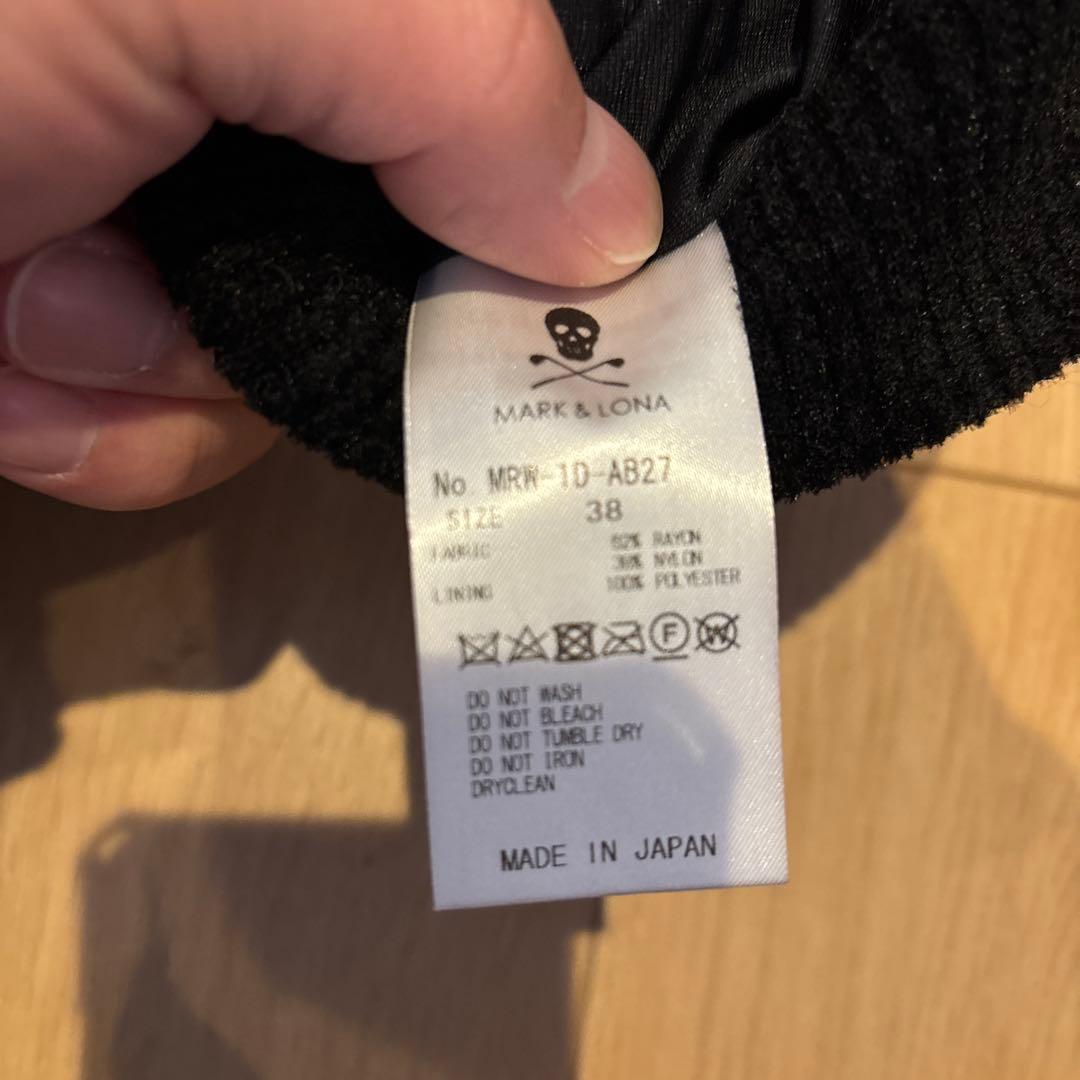 MARK & LONA
No MRW-1D-AB27
SIZE 38
FABRIC 62% RAYON
38% NYLON
LINING 100% POLYESTER
F W
DO NOT WASH
DO NOT BLEACH
DO NOT TUMBLE DRY
DO NOT IRON
DRYCLEAN
MADE IN JAPAN